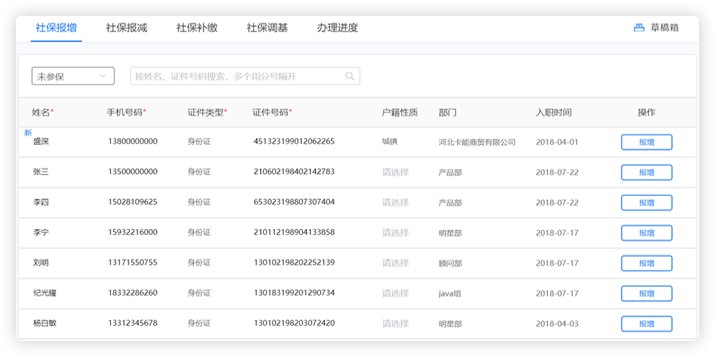 社保报增 社保报减 社保补缴 社保调基 办理进度 草稿箱
未参保 按姓名、证件号码搜索，多个用分号隔开
姓名* 手机号码* 证件类型* 证件号码* 户籍性质 部门 入职时间 操作
新
盛深 13800000000 身份证 451323199012062265 城镇 河北卡能商贸有限公司 2018-04-01 报增
张三 13500000000 身份证 210602198402142783 请选择 产品部 2018-07-22 报增
李四 15028109625 身份证 653023198807307404 请选择 产品部 2018-07-22 报增
李宁 15932216000 身份证 210112198904133858 请选择 明星部 2018-07-17 报增
刘明 13171550755 身份证 130102198202252139 请选择 顾问部 2018-07-17 报增
纪光耀 18332286260 身份证 130183199201290734 请选择 java组 2018-07-17 报增
杨白敏 13312345678 身份证 130102198203072420 请选择 明星部 2018-04-03 报增